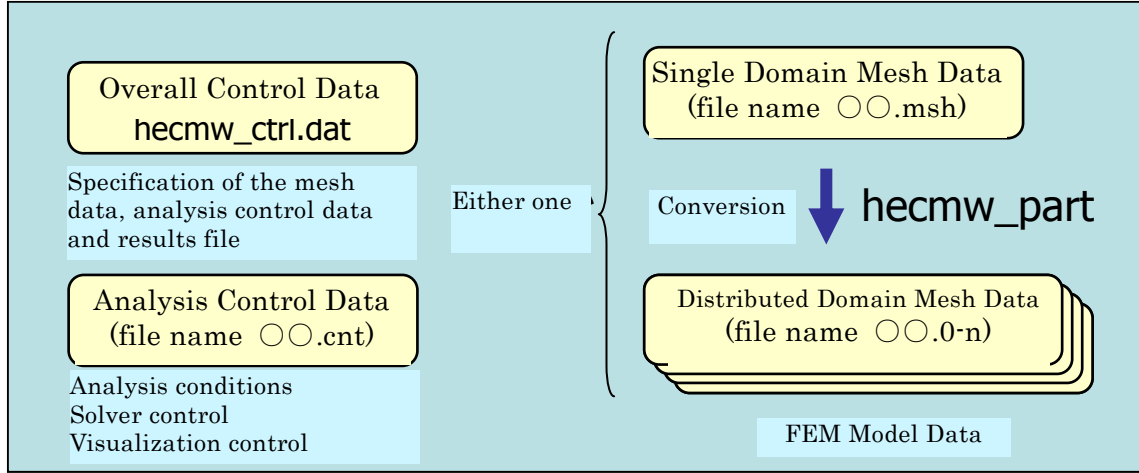 Overall Control Data
hecmw_ctrl.dat
Specification of the mesh
data, analysis control data
and results file
Analysis Control Data
(file name ○○.cnt)
Analysis conditions
Solver control
Visualization control
Either one
Single Domain Mesh Data
(file name ○○.msh)
Conversion
hecmw_part
Distributed Domain Mesh Data
(file name ○○.0-n)
FEM Model Data